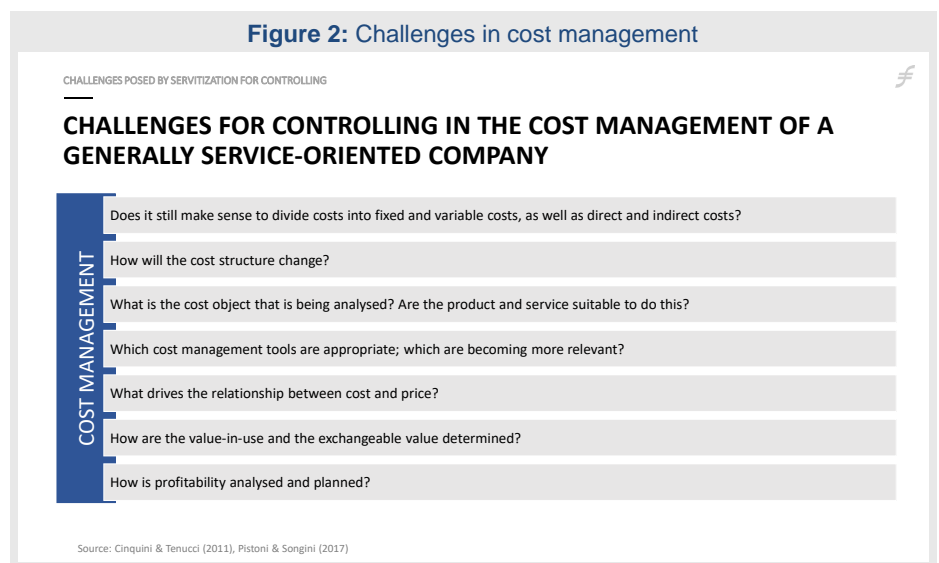 Figure 2: Challenges in cost management
CHALLENGES POSED BY SERVITIZATION FOR CONTROLLING
CHALLENGES FOR CONTROLLING IN THE COST MANAGEMENT OF A
GENERALLY SERVICE-ORIENTED COMPANY
COST MANAGEMENT
Does it still make sense to divide costs into fixed and variable costs, as well as direct and indirect costs?
How will the cost structure change?
What is the cost object that is being analysed? Are the product and service suitable to do this?
Which cost management tools are appropriate; which are becoming more relevant?
What drives the relationship between cost and price?
How are the value-in-use and the exchangeable value determined?
How is profitability analysed and planned?
Source: Cinquini & Tenucci (2011), Pistoni & Songini (2017)